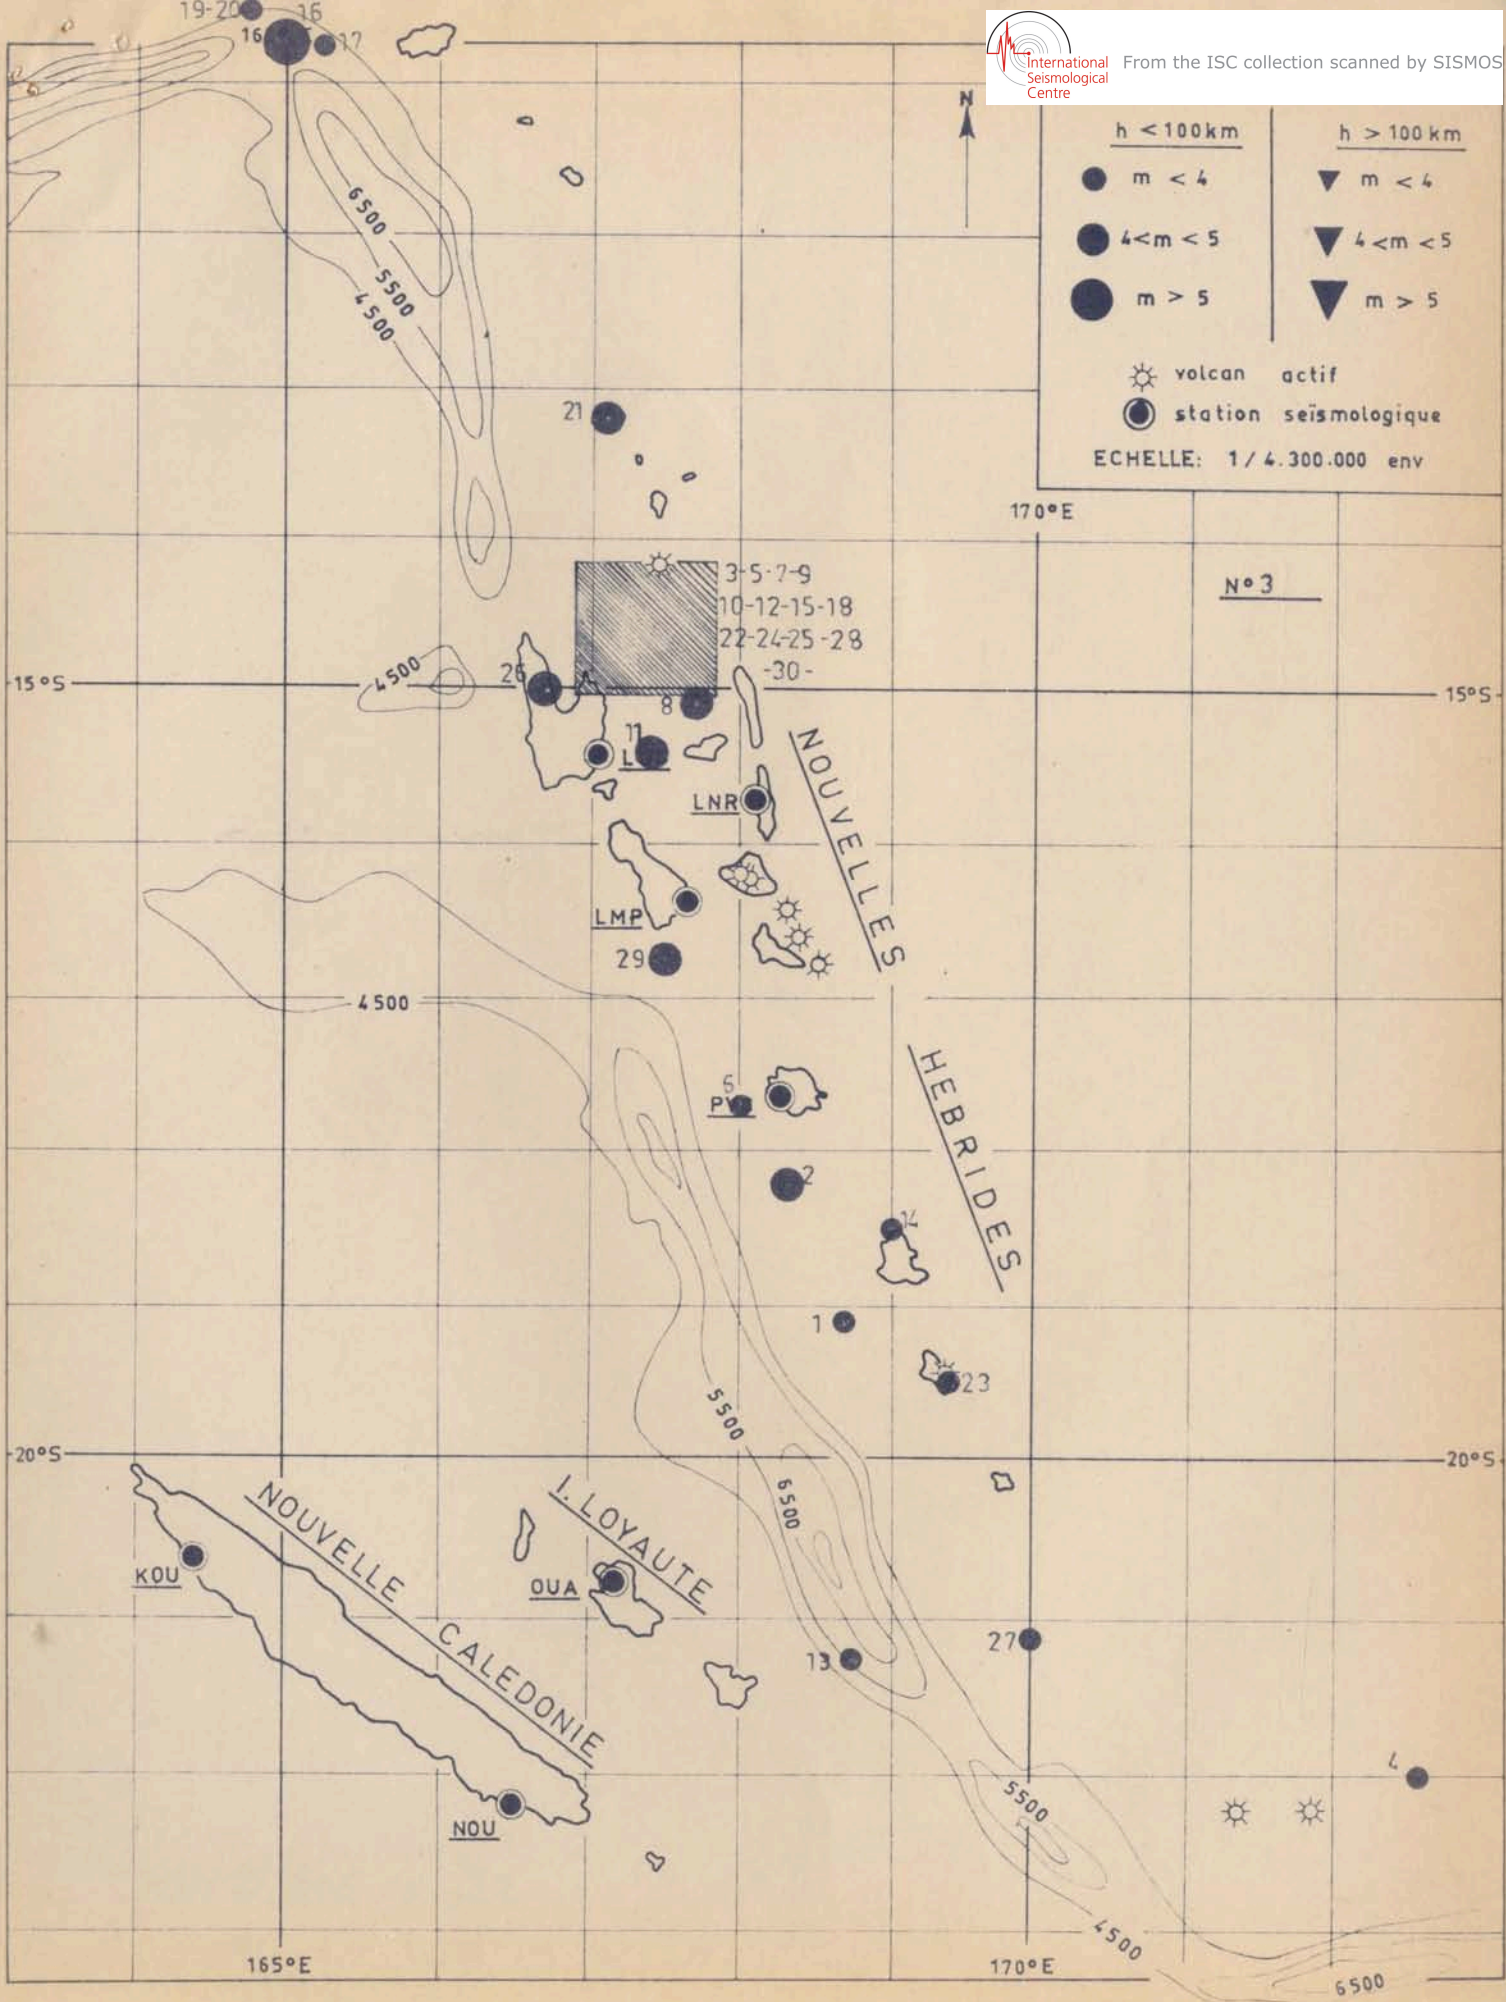 19-20
16
16
17
International
Seismological
Centre
From the ISC collection scanned by SISMOS
N
h < 100km
h > 100km
m < 4
m < 4
4<m < 5
4<m <5
m > 5
m > 5
volcan actif
station seïsmologique
ECHELLE: 1/4.300.000 env
6500
5500
4500
21
170°E
N°3
3-5-7-9
10-12-15-18
22-24-25-28
-30-
15°S
4500
26
8
15°S
11
LNR
NOUVELLES
LMP
29
4500
HEBRIDES
6
2
14
1
23
5500
20°S
20°S
6500
NOUVELLE CALEDONIE
I. LOYAUTE
KOU
OUA
13
27
NOU
4
5500
4500
165°E
170°E
6500